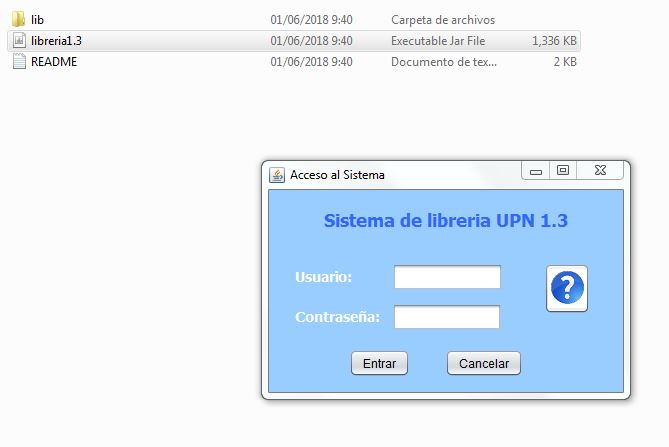 lib 01/06/2018 9:40 Carpeta de archivos
libreria1.3 01/06/2018 9:40 Executable Jar File 1,336 KB
README 01/06/2018 9:40 Documento de tex... 2 KB
Acceso al Sistema
Sistema de libreria UPN 1.3
Usuario:
?
Contraseña:
Entrar Cancelar